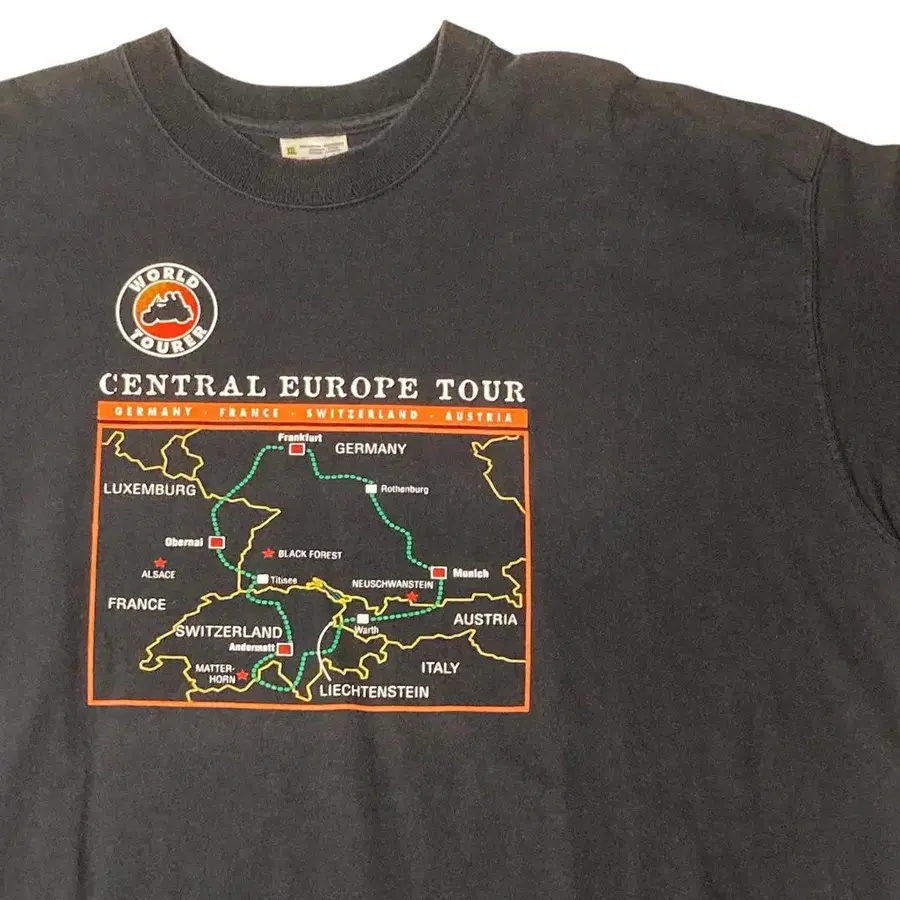 WORLD
TOURER
CENTRAL EUROPE TOUR
GERMANY · FRANCE · SWITZERLAND · AUSTRIA
Frankfurt
GERMANY
LUXEMBURG
Rothenburg
Obernai
BLACK FOREST
ALSACE
Titisee
NEUSCHWANSTEIN
Munich
FRANCE
SWITZERLAND
Warth
AUSTRIA
Andermatt
MATTER-
HORN
ITALY
LIECHTENSTEIN